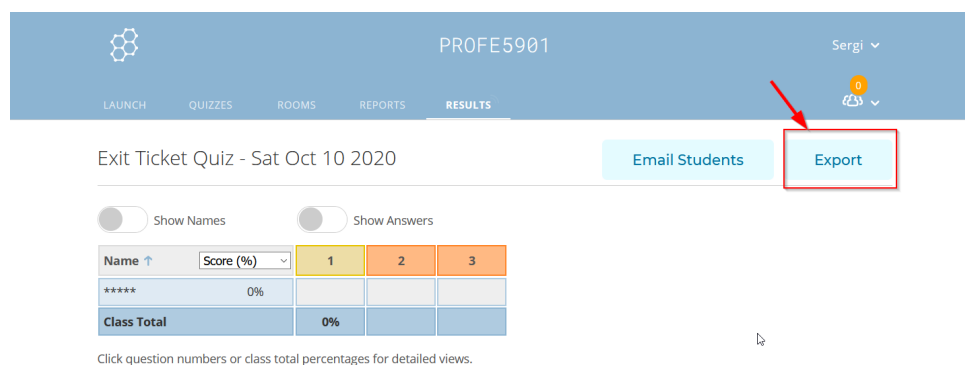 PROFE5901
Sergi
0
LAUNCH QUIZZES ROOMS REPORTS RESULTS
Exit Ticket Quiz - Sat Oct 10 2020
Email Students
Export
Show Names
Show Answers
Name ↑ Score (%) 1 2 3
***** 0%
Class Total 0%
Click question numbers or class total percentages for detailed views.